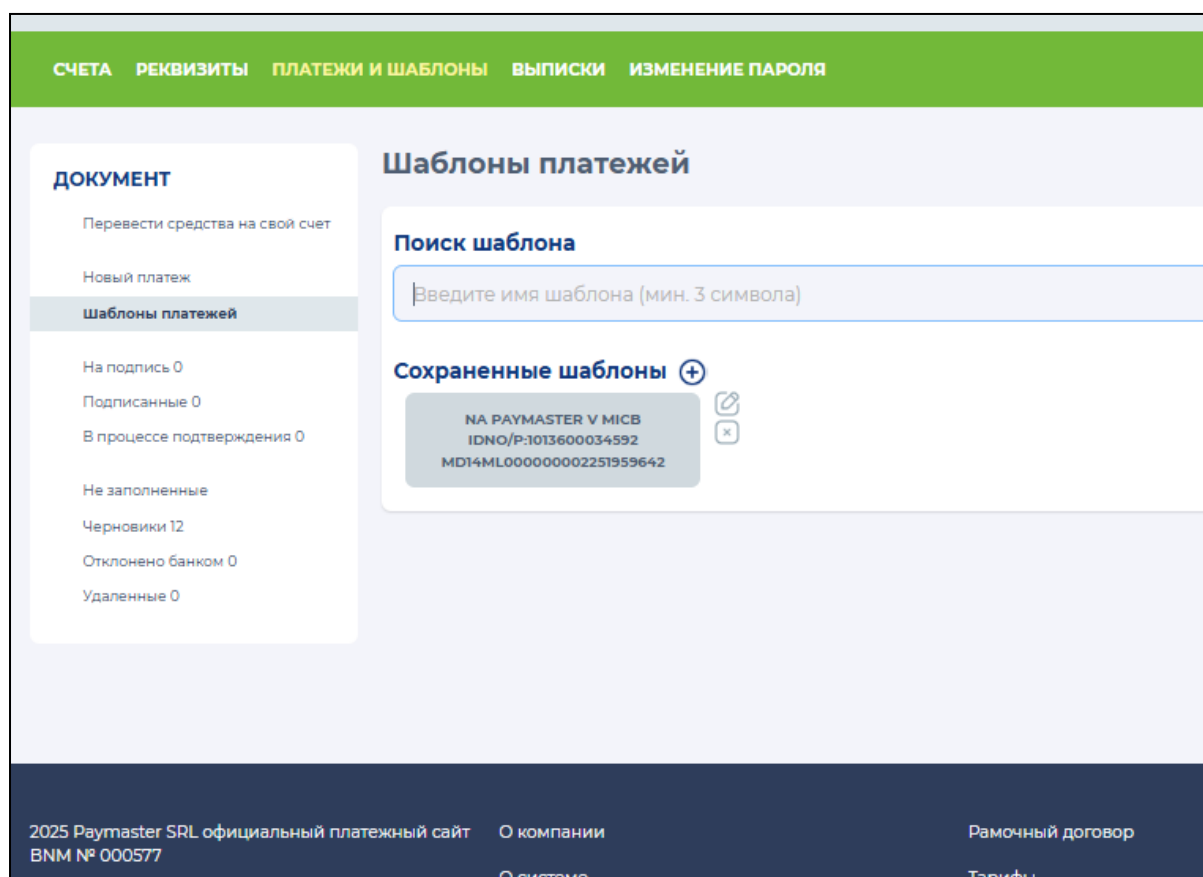 СЧЕТА РЕКВИЗИТЫ ПЛАТЕЖИ И ШАБЛОНЫ ВЫПИСКИ ИЗМЕНЕНИЕ ПАРОЛЯ
ДОКУМЕНТ
Перевести средства на свой счет
Новый платеж
Шаблоны платежей
На подпись 0
Подписанные 0
В процессе подтверждения 0
Не заполненные
Черновики 12
Отклонено банком 0
Удаленные 0
Шаблоны платежей
Поиск шаблона
Введите имя шаблона (мин. 3 символа)
Сохраненные шаблоны
NA PAYMASTER V MICB
IDNO/P:1013600034592
MD14ML000000002251959642
2025 Paymaster SRL официальный платежный сайт
BNM № 000577
О компании
О системе
Рамочный договор
Тарифы